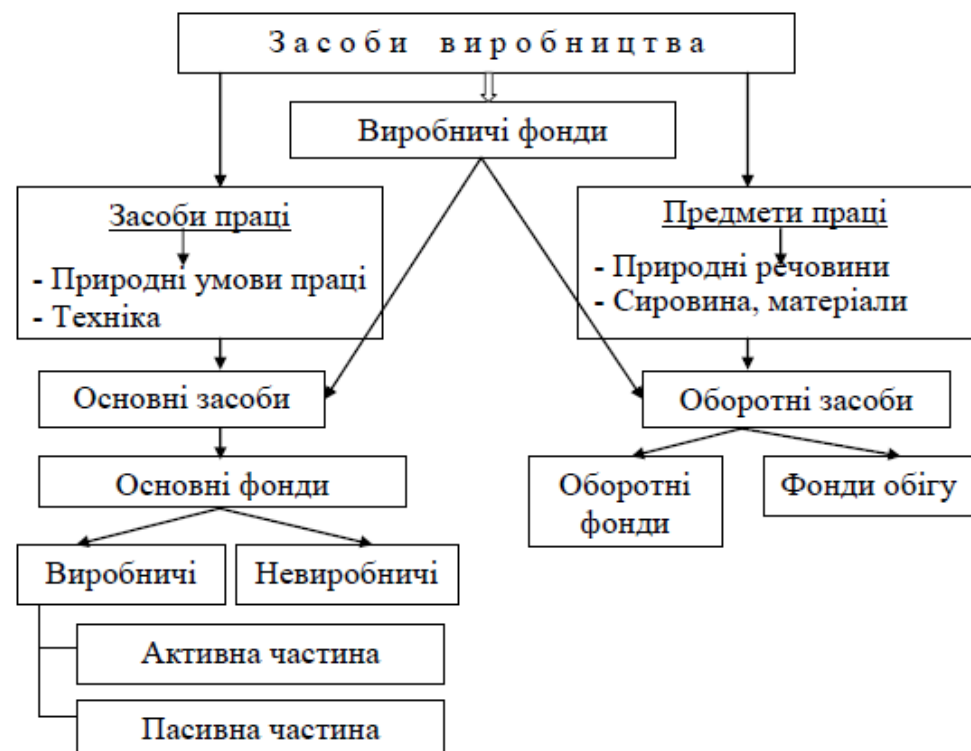 Засоби виробництва
Виробничі фонди
Засоби праці
- Природні умови праці
- Техніка
Предмети праці
- Природні речовини
- Сировина, матеріали
Основні засоби
Оборотні засоби
Основні фонди
Оборотні
фонди
Фонди обігу
Виробничі
Невиробничі
Активна частина
Пасивна частина